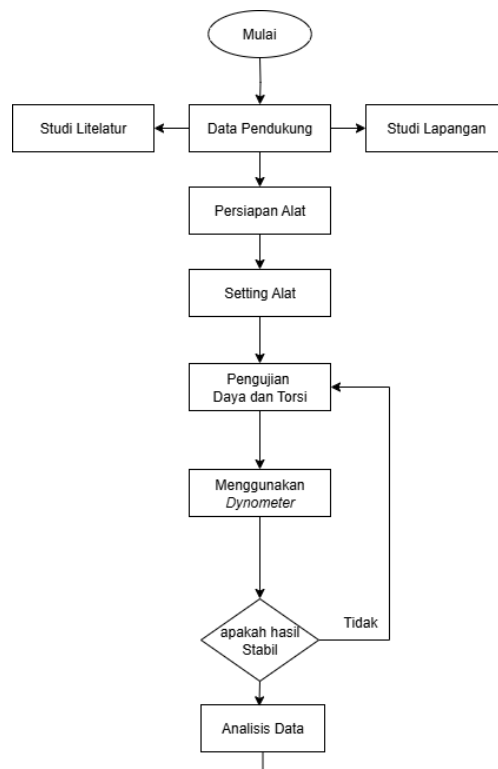 Mulai
Studi Litelatur
Data Pendukung
Studi Lapangan
Persiapan Alat
Setting Alat
Pengujian
Daya dan Torsi
Menggunakan
Dynometer
apakah hasil
Stabil
Tidak
Analisis Data